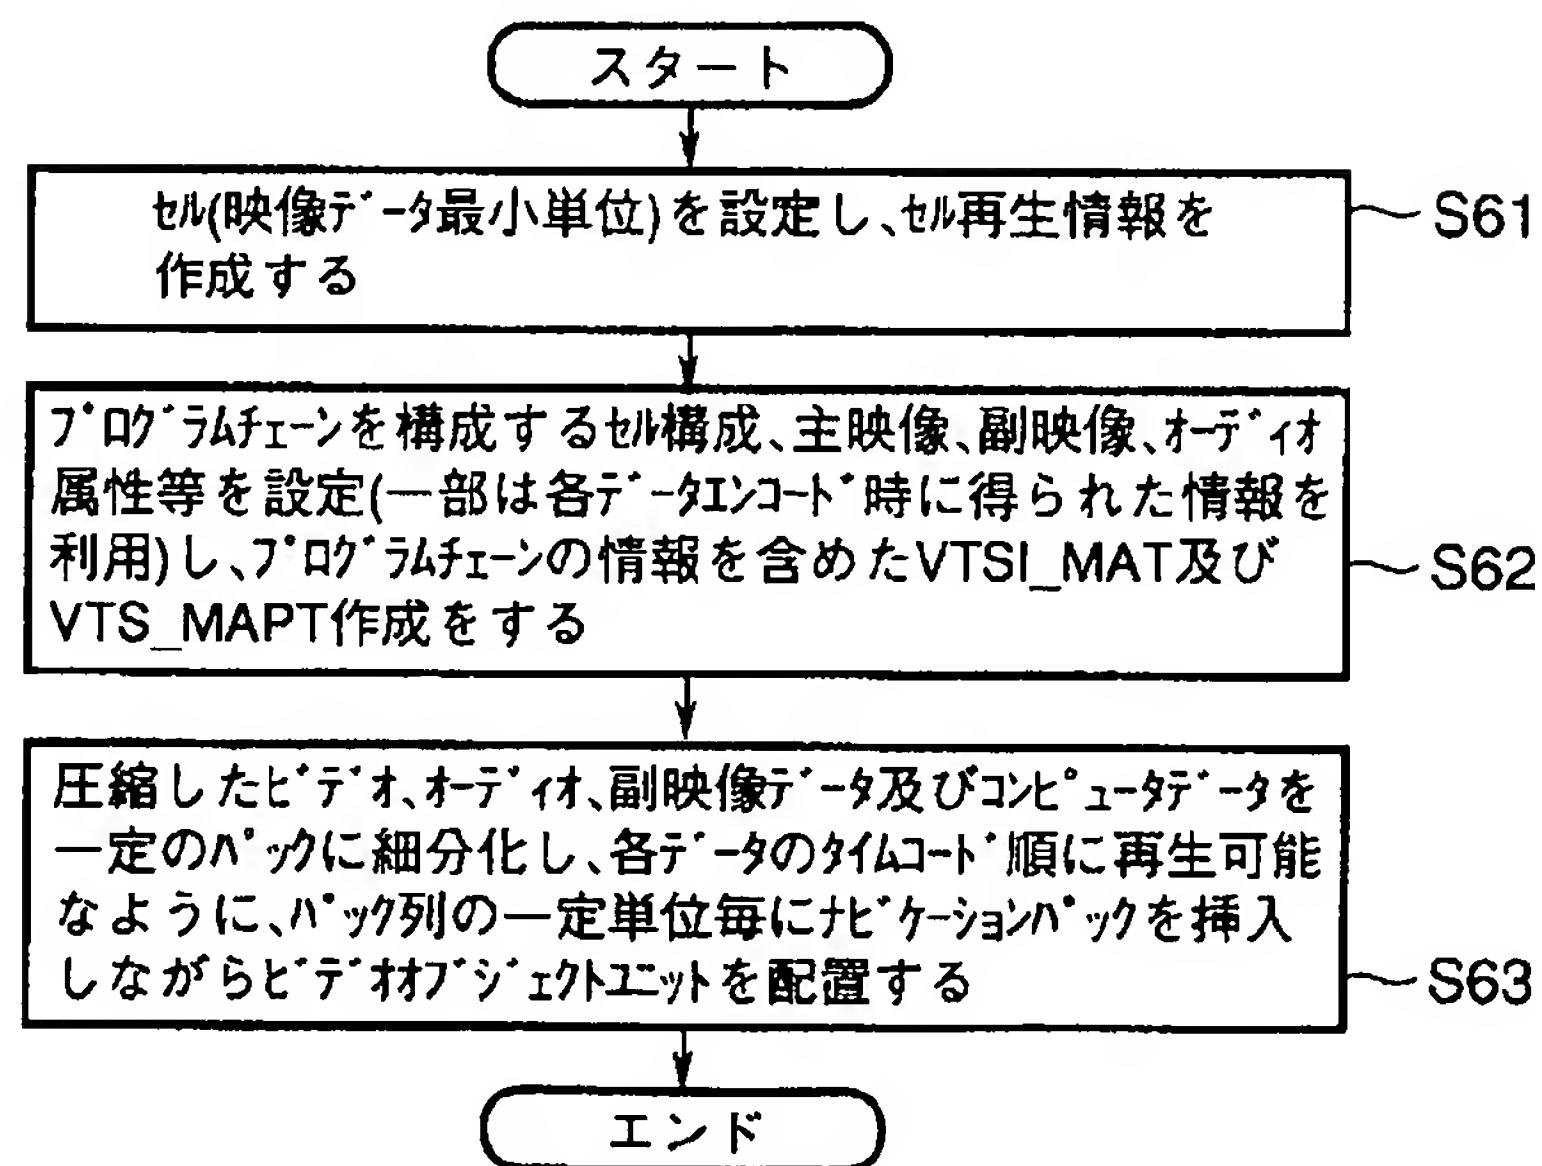 スタート
ｾﾙ(映像ﾃﾞｰﾀ最小単位)を設定し､ｾﾙ再生情報を
作成する
S61
ﾌﾟﾛｸﾞﾗﾑﾁｪｰﾝを構成するｾﾙ構成､主映像､副映像､ｵｰﾃﾞｨｵ
属性等を設定(一部は各ﾃﾞｰﾀｴﾝｺｰﾄﾞ時に得られた情報を
利用)し､ﾌﾟﾛｸﾞﾗﾑﾁｪｰﾝの情報を含めたVTSI_MAT及び
VTS_MAPT作成をする
S62
圧縮したﾋﾞﾃﾞｵ､ｵｰﾃﾞｨｵ､副映像ﾃﾞｰﾀ及びｺﾝﾋﾟｭｰﾀﾃﾞｰﾀを
一定のﾊﾟｯｸに細分化し､各ﾃﾞｰﾀのﾀｲﾑｺｰﾄﾞ順に再生可能
なように､ﾊﾟｯｸ列の一定単位毎にﾅﾋﾞｹﾞｰｼｮﾝﾊﾟｯｸを挿入
しながらﾋﾞﾃﾞｵｵﾌﾞｼﾞｪｸﾄﾕﾆｯﾄを配置する
S63
エンド